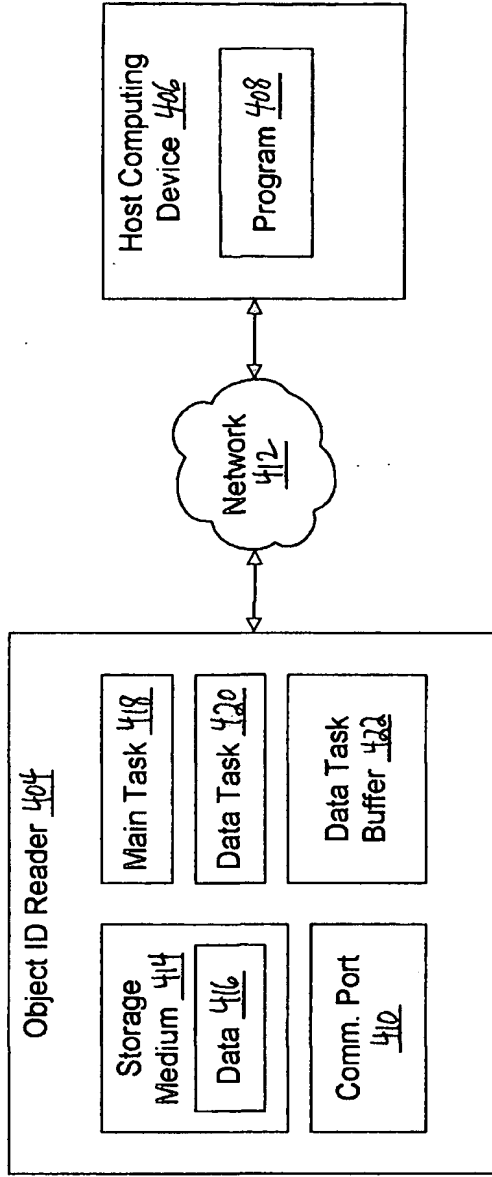 Object ID Reader 404
Storage
Medium 414
Data 416
Comm. Port
410
Main Task 418
Data Task 420
Data Task
Buffer 422
Network
412
Host Computing
Device 406
Program 408